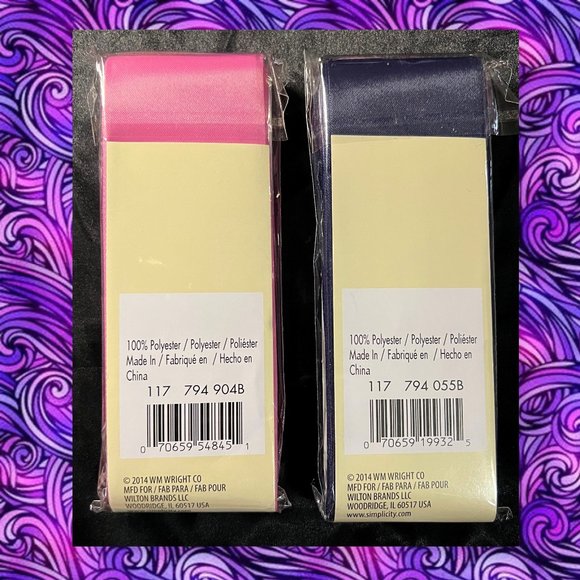 100% Polyester / Polyester / Poliéster
Made In / Fabriqué en / Hecho en
China
117 794 904B
0 70659 54845 1
© 2014 WM WRIGHT CO
MFD FOR / FAB PARA / FAB POUR
WILTON BRANDS LLC
WOODRIDGE, IL 60517 USA
100% Polyester / Polyester / Poliéster
Made In / Fabriqué en / Hecho en
China
117 794 055B
0 70659 19932 5
© 2014 WM WRIGHT CO
MFD FOR / FAB PARA / FAB POUR
WILTON BRANDS LLC
WOODRIDGE, IL 60517 USA
www.simplicity.com